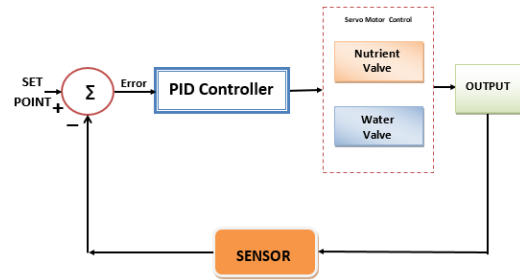 Servo Motor Control
SET
POINT
+
−
Σ
Error
PID Controller
Nutrient
Valve
Water
Valve
OUTPUT
SENSOR